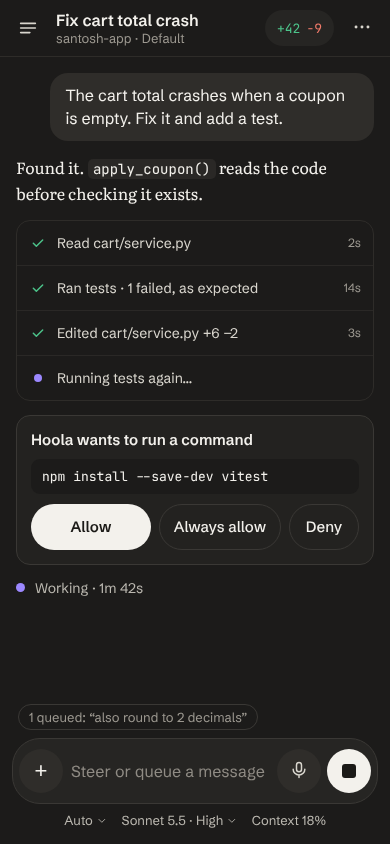 Fix cart total crash
santosh-app · Default
+42 -9
The cart total crashes when a coupon
is empty. Fix it and add a test.
Found it. apply_coupon() reads the code
before checking it exists.
Read cart/service.py 2s
Ran tests · 1 failed, as expected 14s
Edited cart/service.py +6 −2 3s
Running tests again…
Hoola wants to run a command
npm install --save-dev vitest
Allow Always allow Deny
Working · 1m 42s
1 queued: “also round to 2 decimals”
Steer or queue a message
Auto Sonnet 5.5 · High Context 18%